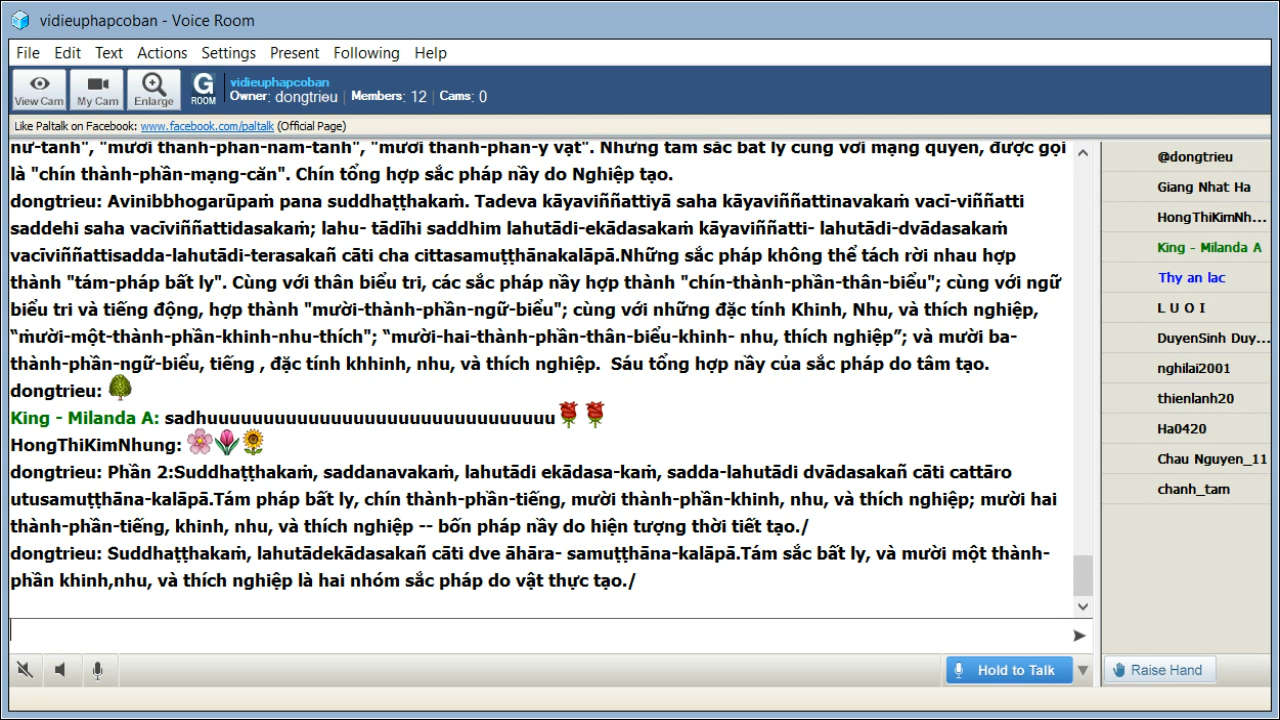 vidieuphapcoban - Voice Room
File Edit Text Actions Settings Present Following Help
View Cam My Cam Enlarge G ROOM
vidieuphapcoban
Owner: dongtrieu | Members: 12 | Cams: 0
Like Paltalk on Facebook: www.facebook.com/paltalk (Official Page)
là "chín thành-phần-mạng-căn". Chín tổng hợp sắc pháp nầy do Nghiệp tạo.
dongtrieu: Avinibbhogarūpaṁ pana suddhaṭṭhakaṁ. Tadeva kāyaviññattiyā saha kāyaviññattinavakaṁ vacī-viññatti
saddehi saha vacīviññattidasakaṁ; lahu- tādīhi saddhim lahutādi-ekādasakaṁ kāyaviññatti- lahutādi-dvādasakaṁ
vacīviññattisadda-lahutādi-terasakañ cāti cha cittasamuṭṭhānakalāpā.Những sắc pháp không thể tách rời nhau hợp
thành "tám-pháp bất ly". Cùng với thân biểu tri, các sắc pháp nầy hợp thành "chín-thành-phần-thân-biểu"; cùng với ngữ
biểu tri và tiếng động, hợp thành "mười-thành-phần-ngữ-biểu"; cùng với những đặc tính Khinh, Nhu, và thích nghiệp,
“mười-một-thành-phần-khinh-nhu-thích"; “mười-hai-thành-phần-thân-biểu-khinh- nhu, thích nghiệp”; và mười ba-
thành-phần-ngữ-biểu, tiếng , đặc tính khhinh, nhu, và thích nghiệp. Sáu tổng hợp nầy của sắc pháp do tâm tạo.
dongtrieu:
King - Milanda A: sadhuuuuuuuuuuuuuuuuuuuuuuuuuuuuuuu
HongThiKimNhung:
dongtrieu: Phần 2:Suddhaṭṭhakaṁ, saddanavakaṁ, lahutādi ekādasa-kaṁ, sadda-lahutādi dvādasakañ cāti cattāro
utusamuṭṭhāna-kalāpā.Tám pháp bất ly, chín thành-phần-tiếng, mười thành-phần-khinh, nhu, và thích nghiệp; mười hai
thành-phần-tiếng, khinh, nhu, và thích nghiệp -- bốn pháp nầy do hiện tượng thời tiết tạo./
dongtrieu: Suddhaṭṭhakaṁ, lahutādekādasakañ cāti dve āhāra- samuṭṭhāna-kalāpā.Tám sắc bất ly, và mười một thành-
phần khinh,nhu, và thích nghiệp là hai nhóm sắc pháp do vật thực tạo./
@dongtrieu
Giang Nhat Ha
HongThiKimNh...
King - Milanda A
Thy an lac
L U O I
DuyenSinh Duy...
nghilai2001
thienlanh20
Ha0420
Chau Nguyen_11
chanh_tam
Hold to Talk
Raise Hand